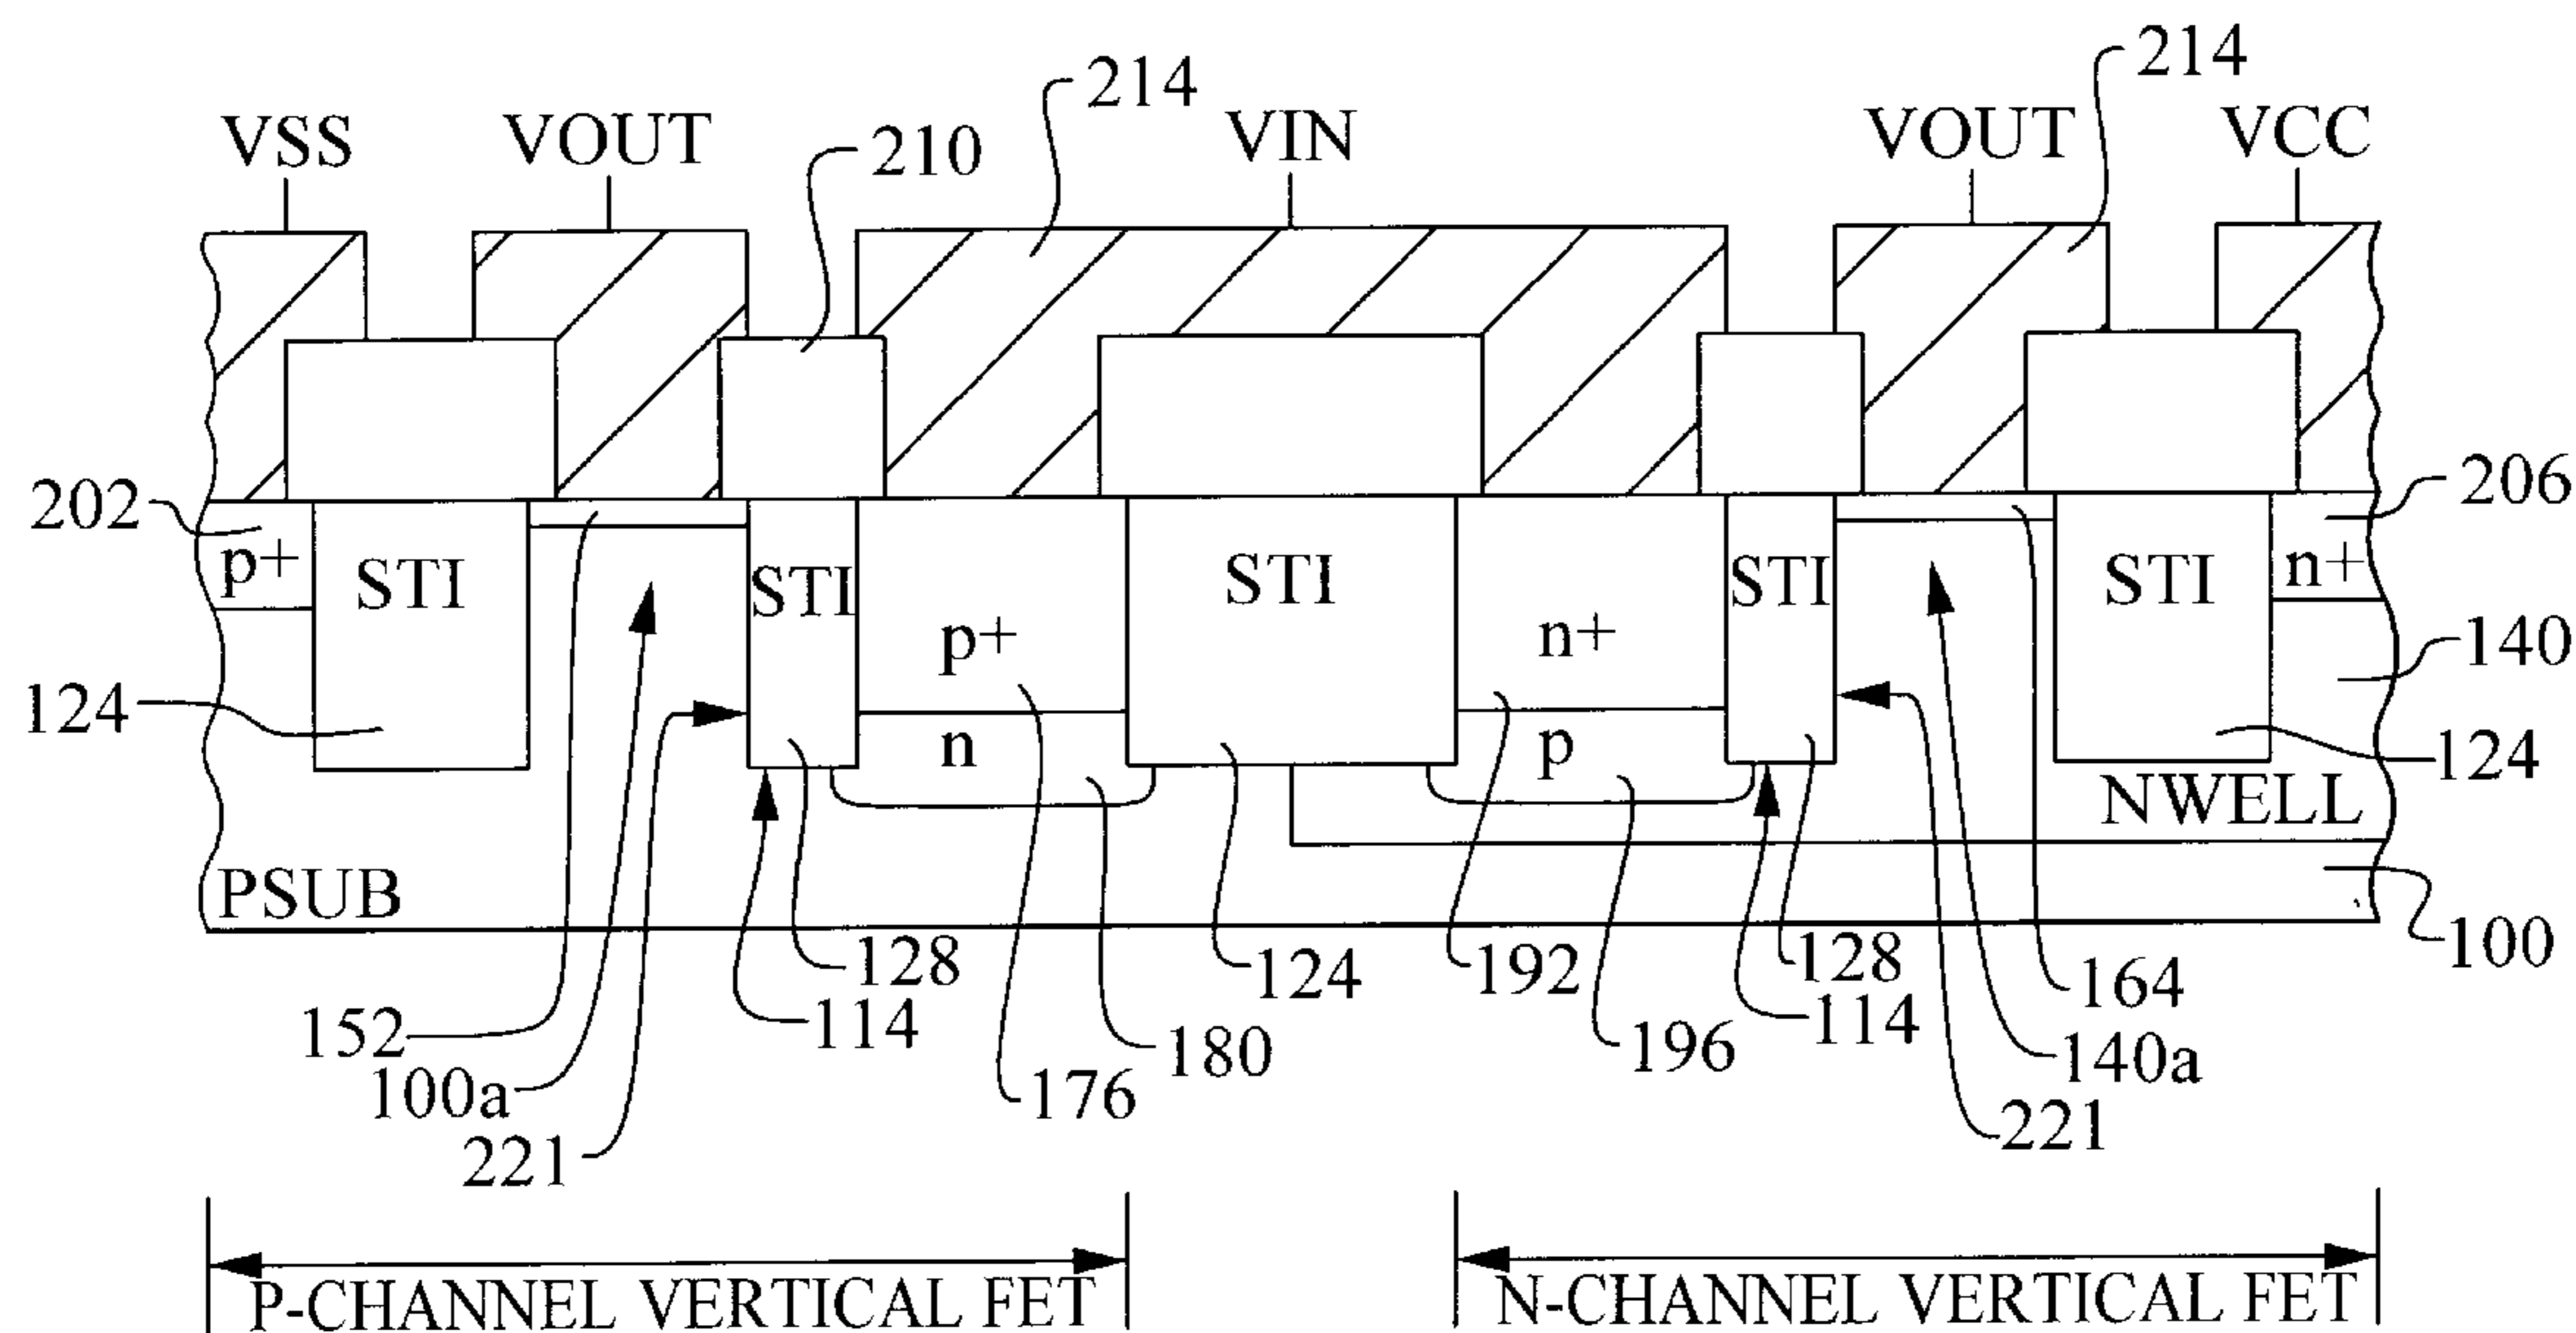 214
214
VSS
VOUT
210
VIN
VOUT
VCC
202
206
p+
STI
STI
STI
STI
STI
n+
p+
n+
140
124
n
p
124
NWELL
PSUB
100
128
124
192
128
164
152
114
180
196
114
140a
100a
176
221
221
P-CHANNEL VERTICAL FET
N-CHANNEL VERTICAL FET